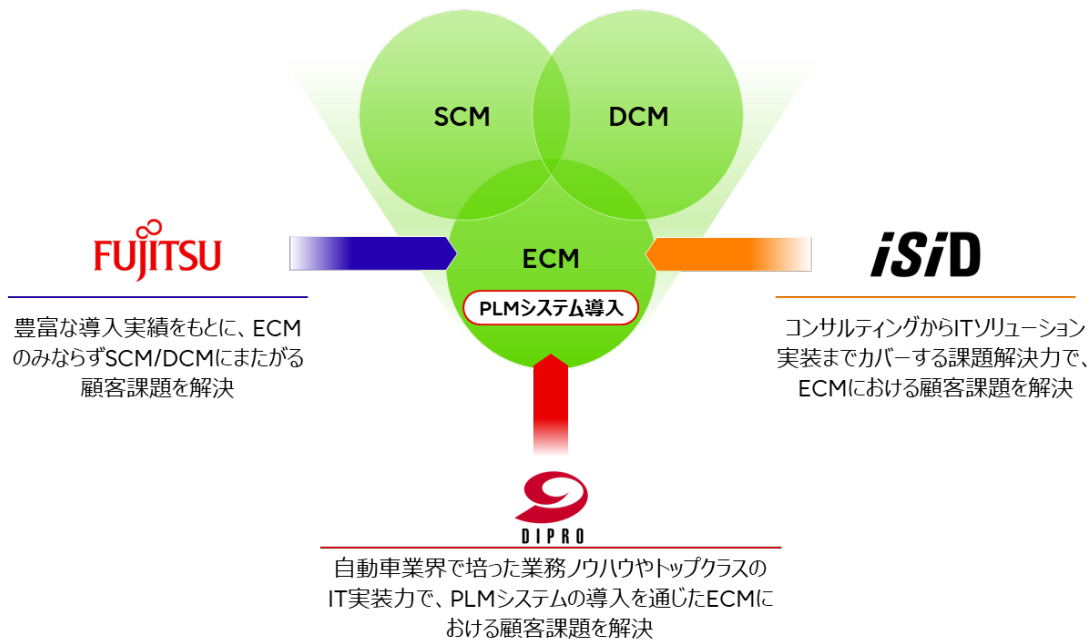 SCM
DCM
ECM
PLMシステム導入
FUJITSU
豊富な導入実績をもとに、ECM
のみならずSCM/DCMにまたがる
顧客課題を解決
iSiD
コンサルティングからITソリューション
実装までカバーする課題解決力で、
ECMにおける顧客課題を解決
DIPRO
自動車業界で培った業務ノウハウやトップクラスの
IT実装力で、PLMシステムの導入を通じたECMに
おける顧客課題を解決